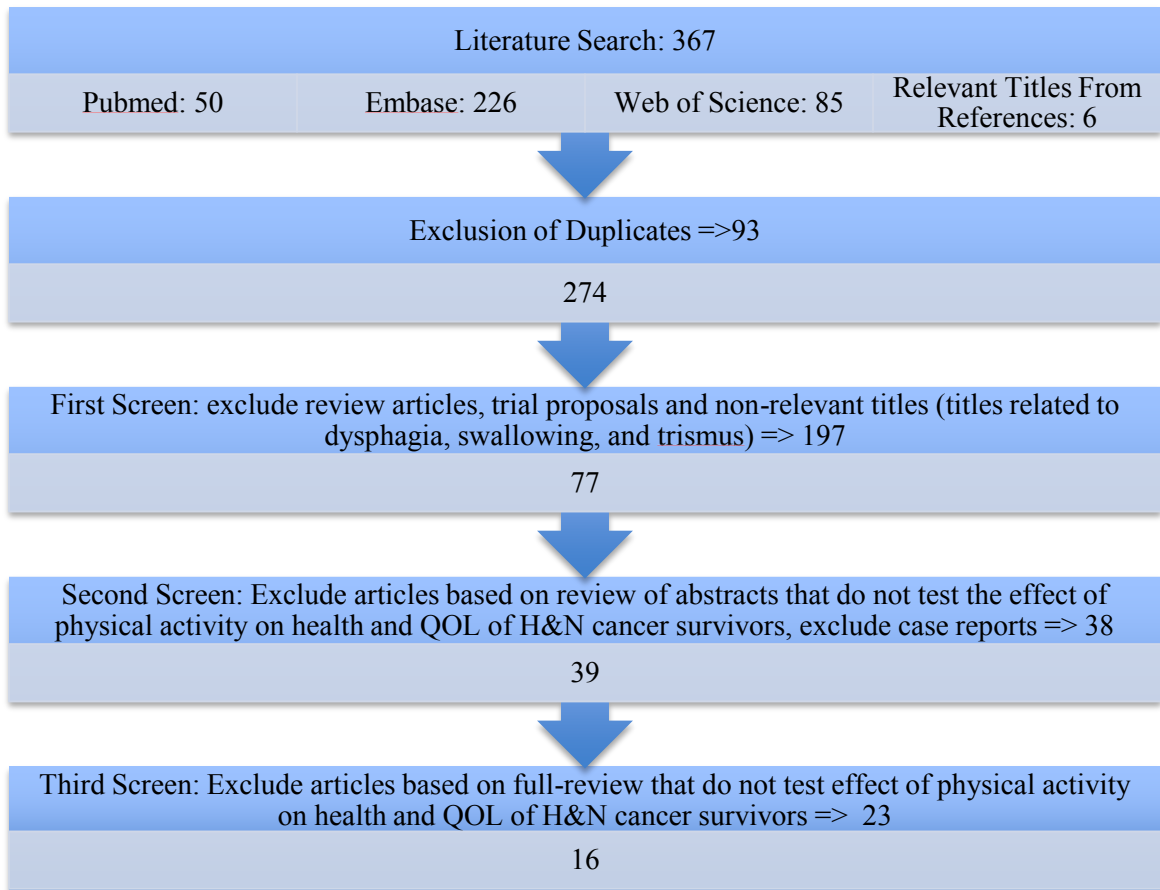 Literature Search: 367
Pubmed: 50
Embase: 226
Web of Science: 85
Relevant Titles From
References: 6
Exclusion of Duplicates =>93
274
First Screen: exclude review articles, trial proposals and non-relevant titles (titles related to
dysphagia, swallowing, and trismus) => 197
77
Second Screen: Exclude articles based on review of abstracts that do not test the effect of
physical activity on health and QOL of H&N cancer survivors, exclude case reports => 38
39
Third Screen: Exclude articles based on full-review that do not test effect of physical activity
on health and QOL of H&N cancer survivors => 23
16